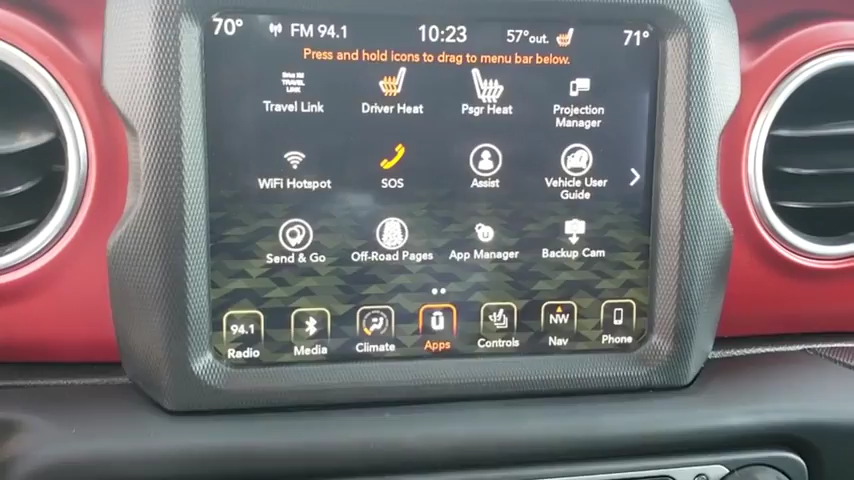 70° FM 94.1 10:23 57°out. 71°
Press and hold icons to drag to menu bar below.
TRAVEL
LINK
Travel Link Driver Heat Psgr Heat Projection
Manager
WiFi Hotspot SOS Assist Vehicle User
Guide
Send & Go Off-Road Pages App Manager Backup Cam
94.1 NW
Radio Media Climate Apps Controls Nav Phone